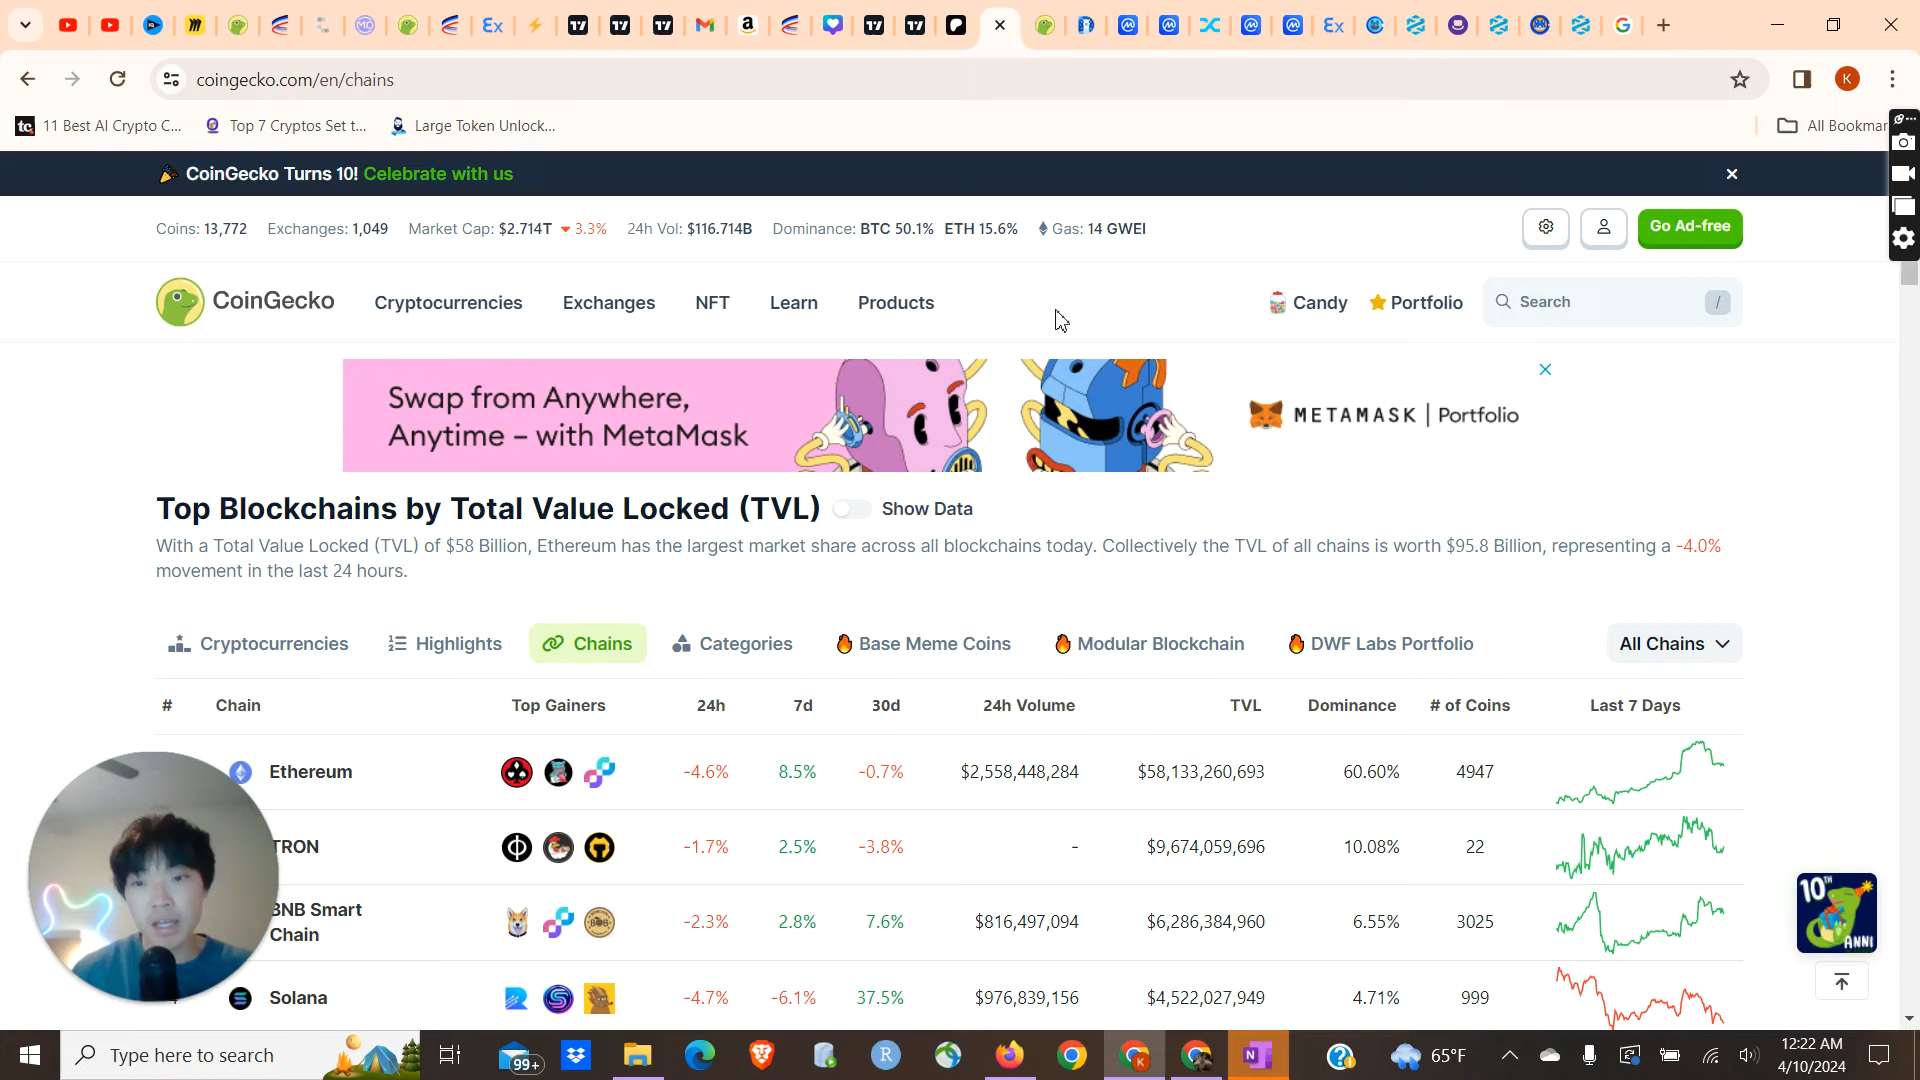 coingecko.com/en/chains
K
tc 11 Best AI Crypto C... Top 7 Cryptos Set t... Large Token Unlock... All Bookmar
CoinGecko Turns 10! Celebrate with us
Coins: 13,772 Exchanges: 1,049 Market Cap: $2.714T 3.3% 24h Vol: $116.714B Dominance: BTC 50.1% ETH 15.6% Gas: 14 GWEI Go Ad-free
CoinGecko Cryptocurrencies Exchanges NFT Learn Products Candy Portfolio Search /
Swap from Anywhere,
Anytime – with MetaMask
METAMASK | Portfolio
Top Blockchains by Total Value Locked (TVL) Show Data
With a Total Value Locked (TVL) of $58 Billion, Ethereum has the largest market share across all blockchains today. Collectively the TVL of all chains is worth $95.8 Billion, representing a -4.0%
movement in the last 24 hours.
Cryptocurrencies Highlights Chains Categories Base Meme Coins Modular Blockchain DWF Labs Portfolio All Chains
# Chain Top Gainers 24h 7d 30d 24h Volume TVL Dominance # of Coins Last 7 Days
Ethereum -4.6% 8.5% -0.7% $2,558,448,284 $58,133,260,693 60.60% 4947
TRON -1.7% 2.5% -3.8% - $9,674,059,696 10.08% 22
BNB Smart
Chain -2.3% 2.8% 7.6% $816,497,094 $6,286,384,960 6.55% 3025
Solana -4.7% -6.1% 37.5% $976,839,156 $4,522,027,949 4.71% 999
10TH
ANNI
Type here to search 99+ R K N 65°F 12:22 AM
4/10/2024